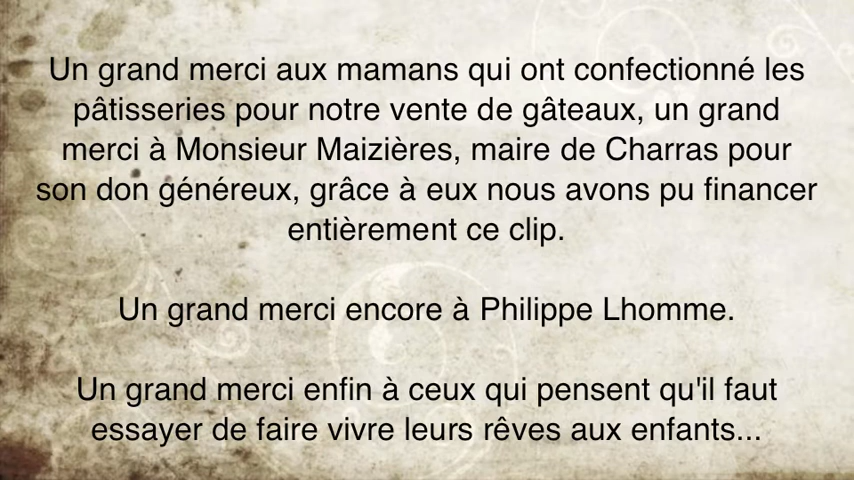 Un grand merci aux mamans qui ont confectionné les
pâtisseries pour notre vente de gâteaux, un grand
merci à Monsieur Maizières, maire de Charras pour
son don généreux, grâce à eux nous avons pu financer
entièrement ce clip.
Un grand merci encore à Philippe Lhomme.
Un grand merci enfin à ceux qui pensent qu'il faut
essayer de faire vivre leurs rêves aux enfants...